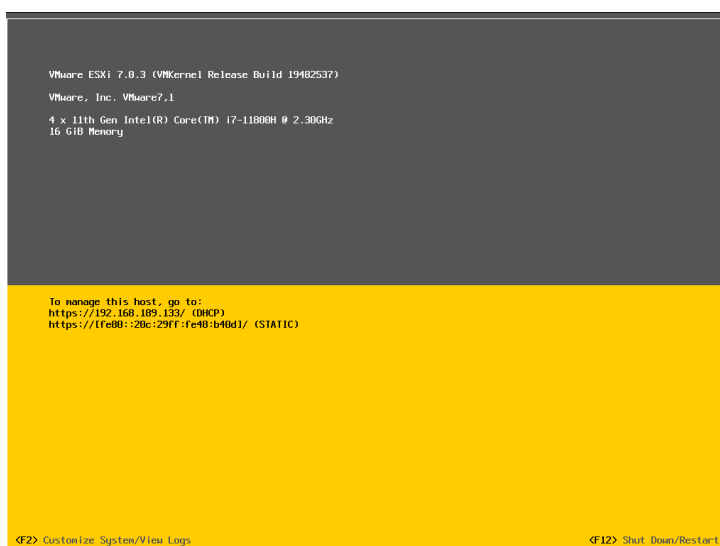 VMware ESXi 7.0.3 (VMKernel Release Build 19482537)
VMware, Inc. VMware7,1
4 x 11th Gen Intel(R) Core(TM) i7-11800H @ 2.30GHz
16 GiB Memory
To manage this host, go to:
https://192.168.189.133/ (DHCP)
https://[fe80::20c:29ff:fe48:b40d]/ (STATIC)
<F2> Customize System/View Logs
<F12> Shut Down/Restart